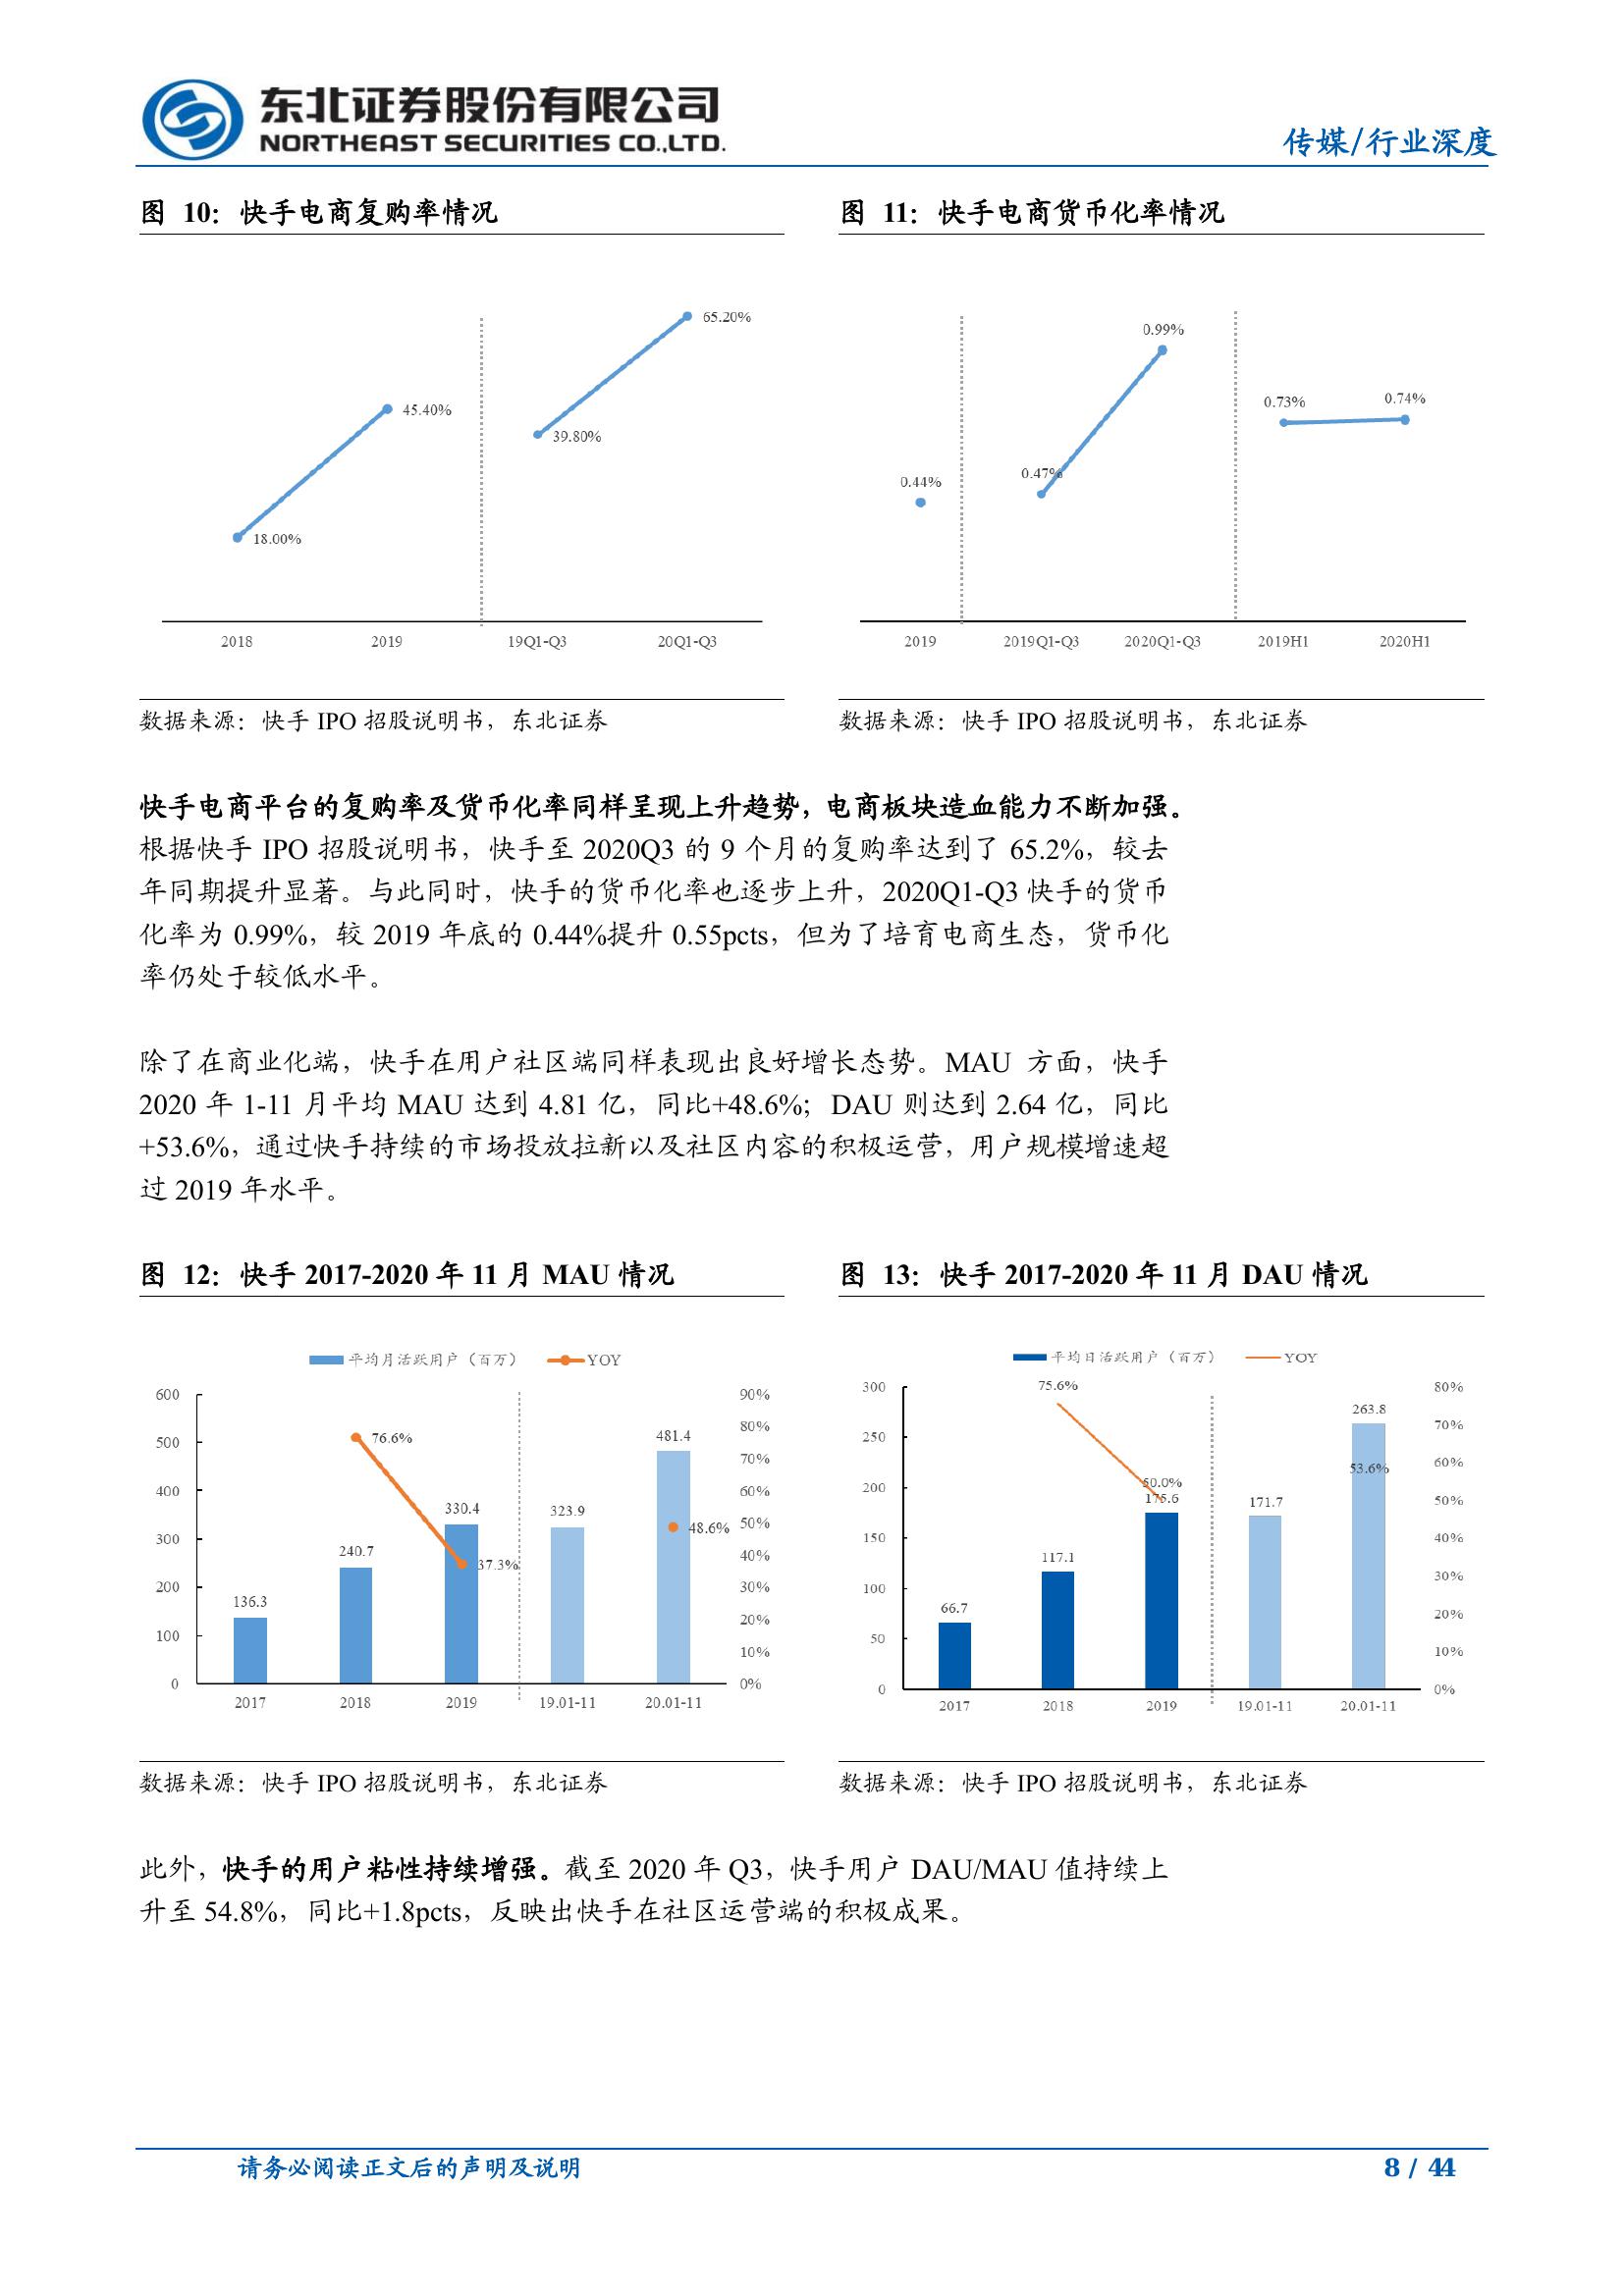 东北证券股份有限公司
NORTHEAST SECURITIES CO.,LTD.
传媒/行业深度
图 10：快手电商复购率情况
65.20%
45.40%
39.80%
18.00%
2018 2019 19Q1-Q3 20Q1-Q3
数据来源：快手 IPO 招股说明书，东北证券
图 11：快手电商货币化率情况
0.99%
0.73% 0.74%
0.47%
0.44%
2019 2019Q1-Q3 2020Q1-Q3 2019H1 2020H1
数据来源：快手 IPO 招股说明书，东北证券
快手电商平台的复购率及货币化率同样呈现上升趋势，电商板块造血能力不断加强。
根据快手 IPO 招股说明书，快手至 2020Q3 的 9 个月的复购率达到了 65.2%，较去
年同期提升显著。与此同时，快手的货币化率也逐步上升，2020Q1-Q3 快手的货币
化率为 0.99%，较 2019 年底的 0.44%提升 0.55pcts，但为了培育电商生态，货币化
率仍处于较低水平。
除了在商业化端，快手在用户社区端同样表现出良好增长态势。MAU 方面，快手
2020 年 1-11 月平均 MAU 达到 4.81 亿，同比+48.6%；DAU 则达到 2.64 亿，同比
+53.6%，通过快手持续的市场投放拉新以及社区内容的积极运营，用户规模增速超
过 2019 年水平。
图 12：快手 2017-2020 年 11 月 MAU 情况
平均月活跃用户（百万） YOY
600 90%
80%
500 70%
400 60%
50%
300 40%
200 30%
20%
100 10%
0 0%
76.6%
481.4
330.4 323.9
48.6%
240.7
37.3%
136.3
2017 2018 2019 19.01-11 20.01-11
数据来源：快手 IPO 招股说明书，东北证券
图 13：快手 2017-2020 年 11 月 DAU 情况
平均日活跃用户（百万） YOY
300 80%
70%
250 60%
200 50%
150 40%
30%
100 20%
50 10%
0 0%
75.6%
263.8
53.6%
50.0%
175.6 171.7
117.1
66.7
2017 2018 2019 19.01-11 20.01-11
数据来源：快手 IPO 招股说明书，东北证券
此外，快手的用户粘性持续增强。截至 2020 年 Q3，快手用户 DAU/MAU 值持续上
升至 54.8%，同比+1.8pcts，反映出快手在社区运营端的积极成果。
请务必阅读正文后的声明及说明
8 / 44